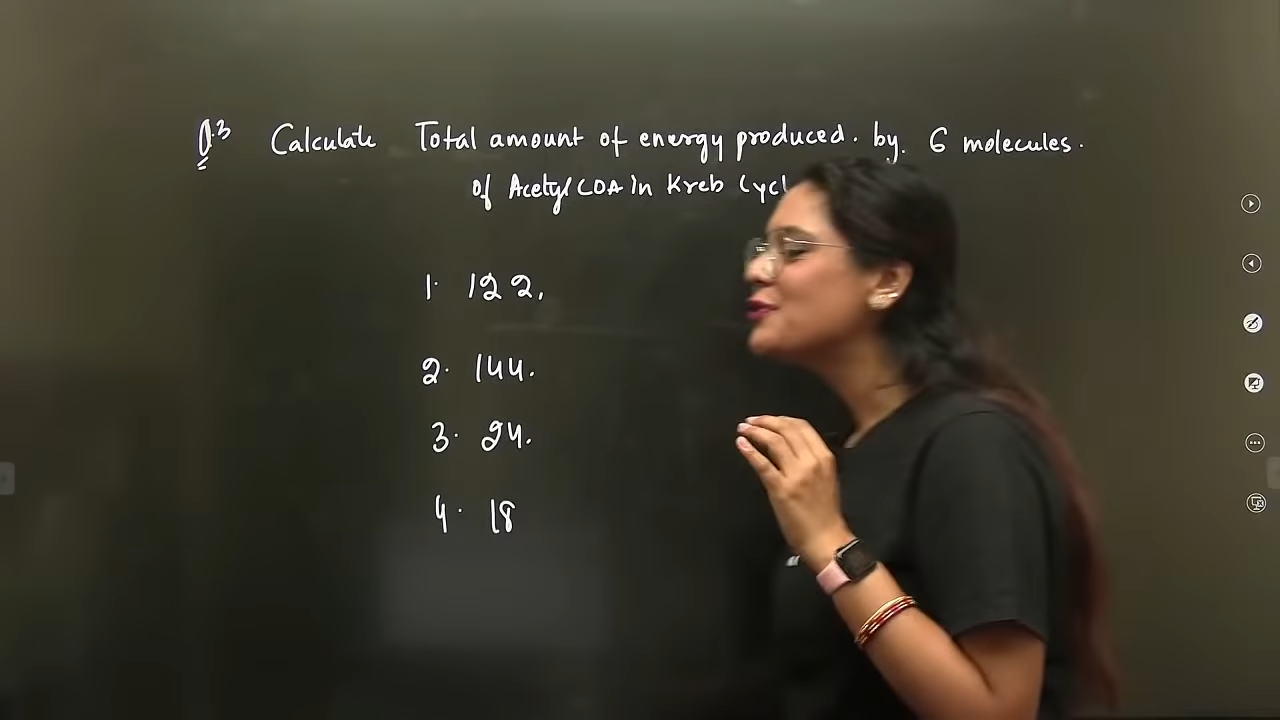 Q.3 Calculate Total amount of energy produced. by. 6 molecules.
of Acetyl COA in Kreb
1. 122,
2. 144.
3. 24.
4. 18